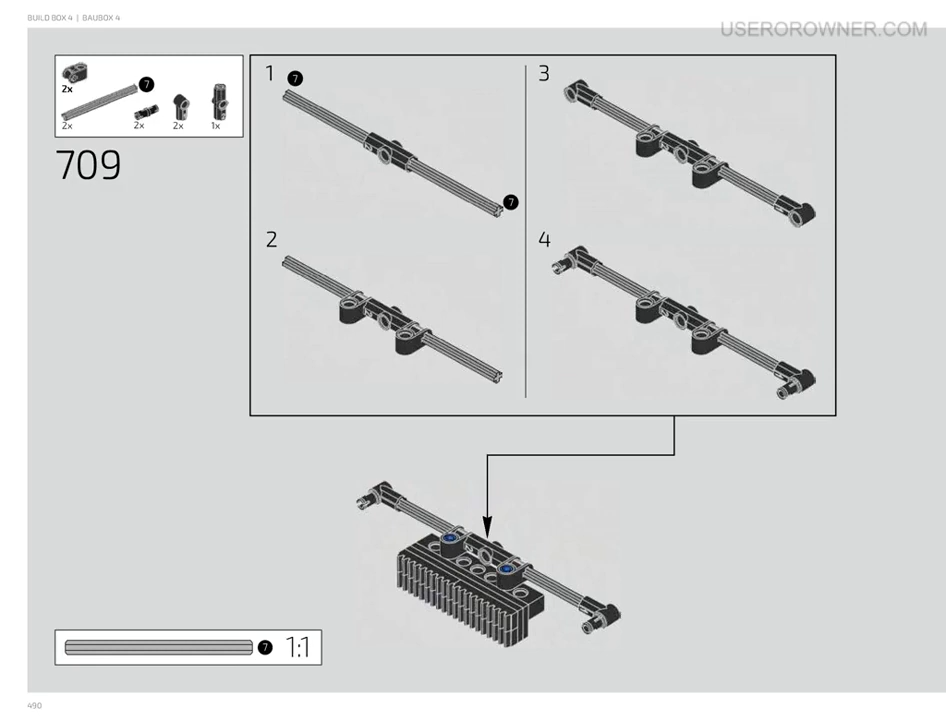 BUILD BOX 4 | BAUBOX 4
USEROROWNER.COM
2x
7
2x
2x
2x
1x
709
1
7
7
2
3
4
7
1:1
490